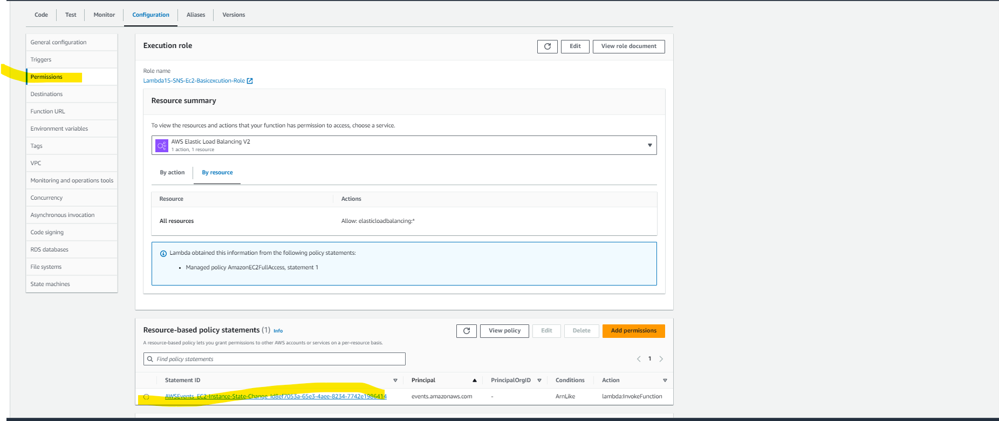 Code Test Monitor Configuration Aliases Versions
General configuration
Triggers
Permissions
Destinations
Function URL
Environment variables
Tags
VPC
Monitoring and operations tools
Concurrency
Asynchronous invocation
Code signing
RDS databases
File systems
State machines
Execution role
Edit View role document
Role name
Lambda15-SNS-Ec2-Basicexcution-Role
Resource summary
To view the resources and actions that your function has permission to access, choose a service.
AWS Elastic Load Balancing V2
1 action, 1 resource
By action By resource
Resource Actions
All resources Allow: elasticloadbalancing:*
Lambda obtained this information from the following policy statements:
• Managed policy AmazonEC2FullAccess, statement 1
Resource-based policy statements (1) Info
View policy Edit Delete Add permissions
A resource-based policy lets you grant permissions to other AWS accounts or services on a per-resource basis.
Find policy statements
1
Statement ID Principal PrincipalOrgID Conditions Action
AWSEvents_EC2-Instance-State-Change_Id8ef7053a-65e3-4aee-8234-7742e1986414 events.amazonaws.com - ArnLike lambda:InvokeFunction